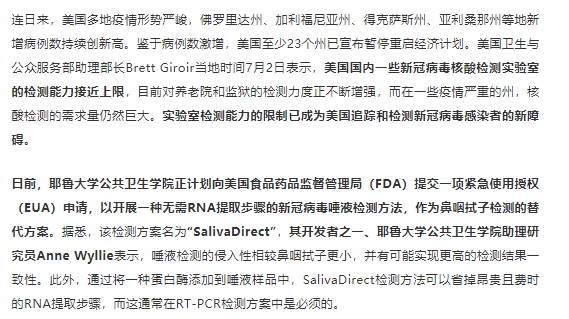 连日来，美国多地疫情形势严峻，佛罗里达州、加利福尼亚州、得克萨斯州、亚利桑那州等地新
增病例数持续创新高。鉴于病例数激增，美国至少23个州已宣布暂停重启经济计划。美国卫生与
公众服务部助理部长Brett Giroir当地时间7月2日表示，美国国内一些新冠病毒核酸检测实验室
的检测能力接近上限，目前对养老院和监狱的检测力度正不断增强，而在一些疫情严重的州，核
酸检测的需求量仍然巨大。实验室检测能力的限制已成为美国追踪和检测新冠病毒感染者的新障
碍。
日前，耶鲁大学公共卫生学院正计划向美国食品药品监督管理局（FDA）提交一项紧急使用授权
（EUA）申请，以开展一种无需RNA提取步骤的新冠病毒唾液检测方法，作为鼻咽拭子检测的替
代方案。据悉，该检测方案名为“SalivaDirect”，其开发者之一、耶鲁大学公共卫生学院助理研
究员Anne Wyllie表示，唾液检测的侵入性相较鼻咽拭子更小，并有可能实现更高的检测结果一
致性。此外，通过将一种蛋白酶添加到唾液样品中，SalivaDirect检测方法可以省掉昂贵且费时
的RNA提取步骤，而这通常在RT-PCR检测方案中是必须的。